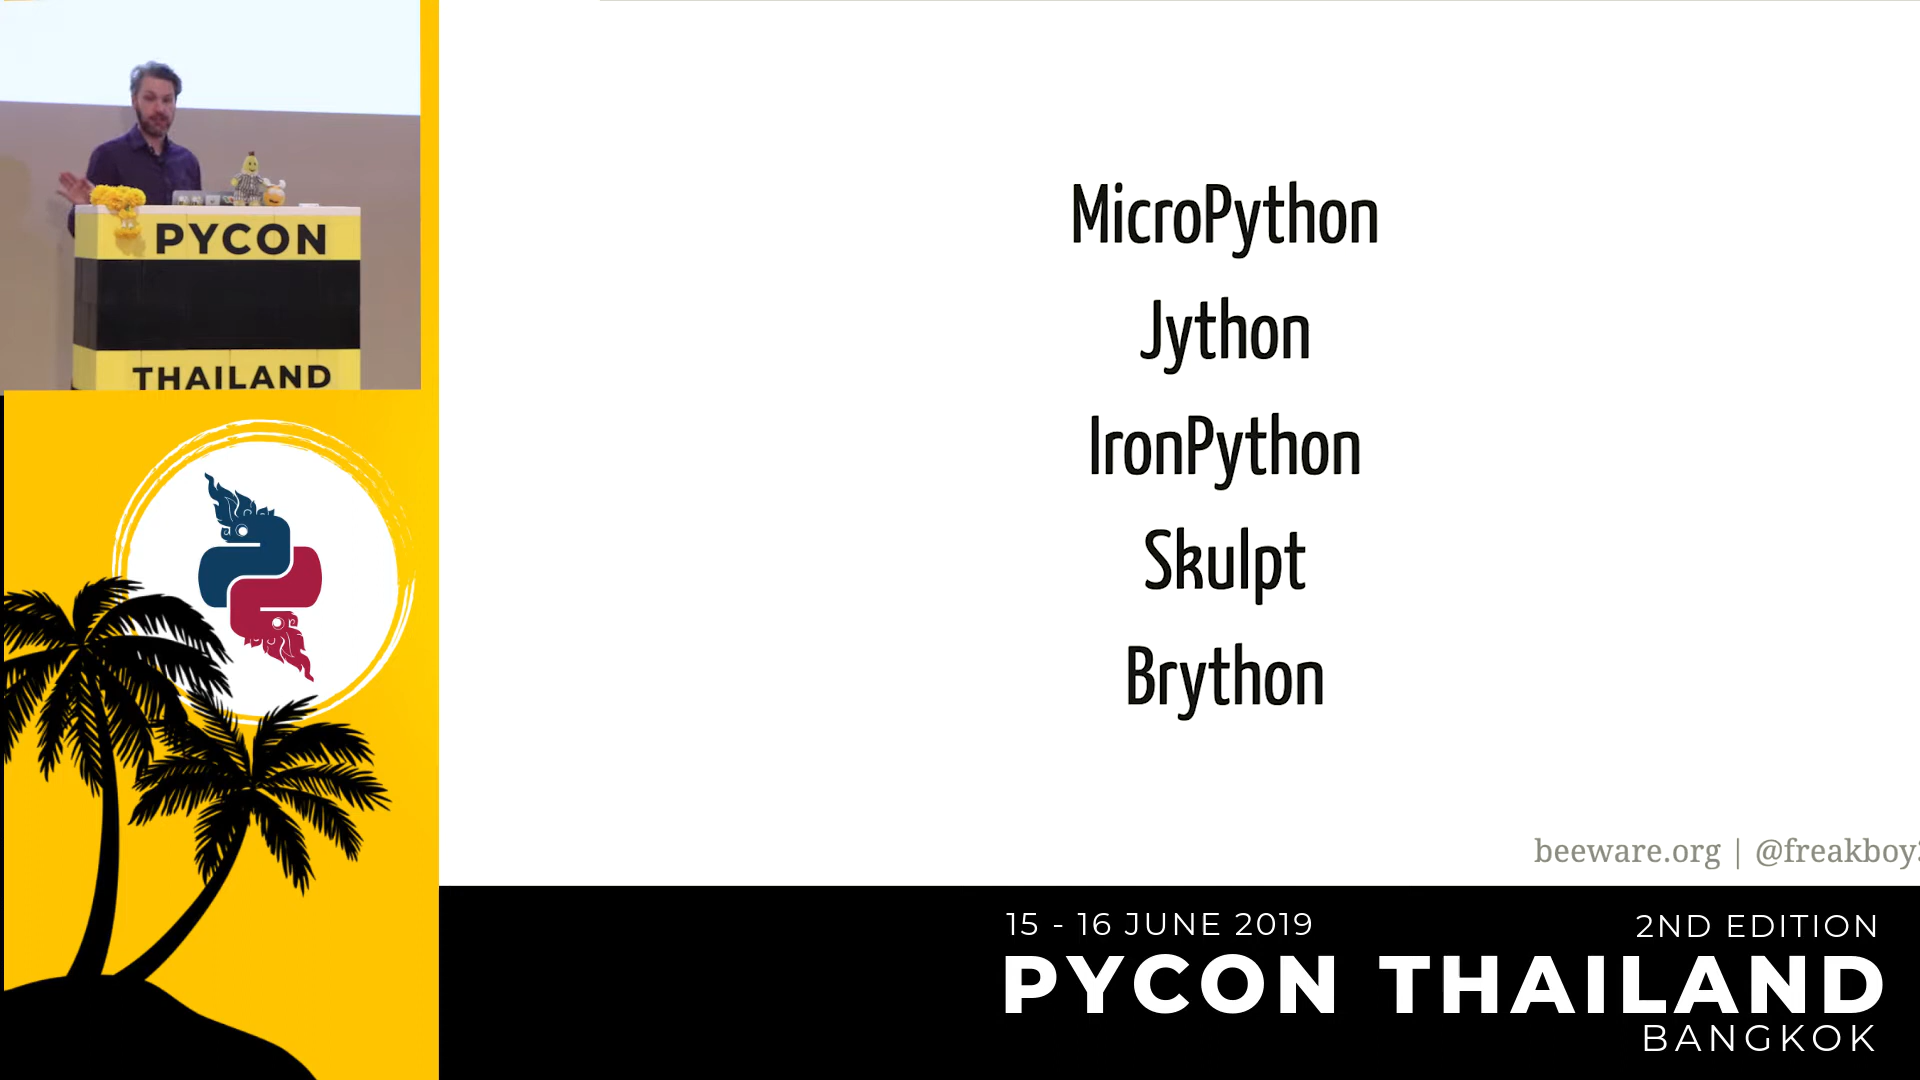 PYCON
THAILAND
MicroPython
Jython
IronPython
Skulpt
Brython
beeware.org | @freakboy
15 - 16 JUNE 2019
2ND EDITION
PYCON THAILAND
BANGKOK